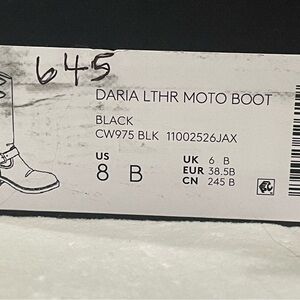 645
DARIA LTHR MOTO BOOT
BLACK
CW975 BLK 11002526JAX
US
8 B
UK 6 B
EUR 38.5B
CN 245 B